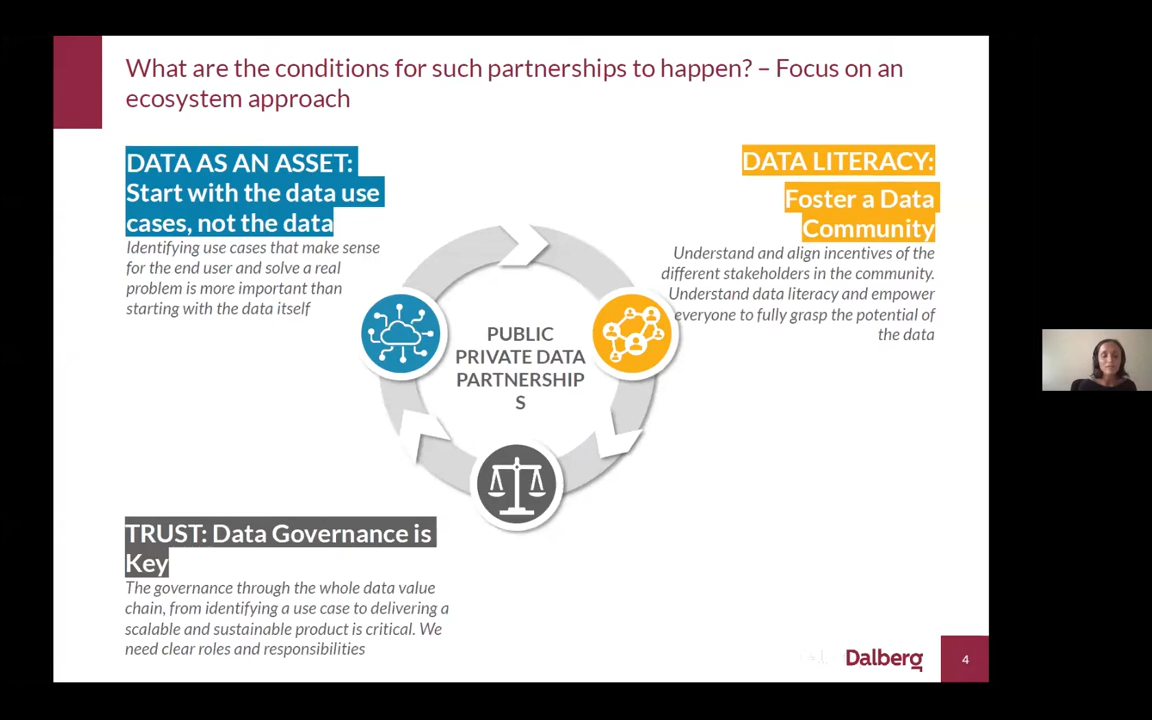 What are the conditions for such partnerships to happen? – Focus on an
ecosystem approach
DATA AS AN ASSET:
Start with the data use
cases, not the data
Identifying use cases that make sense
for the end user and solve a real
problem is more important than
starting with the data itself
DATA LITERACY:
Foster a Data
Community
Understand and align incentives of the
different stakeholders in the community.
Understand data literacy and empower
everyone to fully grasp the potential of
the data
PUBLIC
PRIVATE DATA
PARTNERSHIP
S
TRUST: Data Governance is
Key
The governance through the whole data value
chain, from identifying a use case to delivering a
scalable and sustainable product is critical. We
need clear roles and responsibilities
Dalberg
4